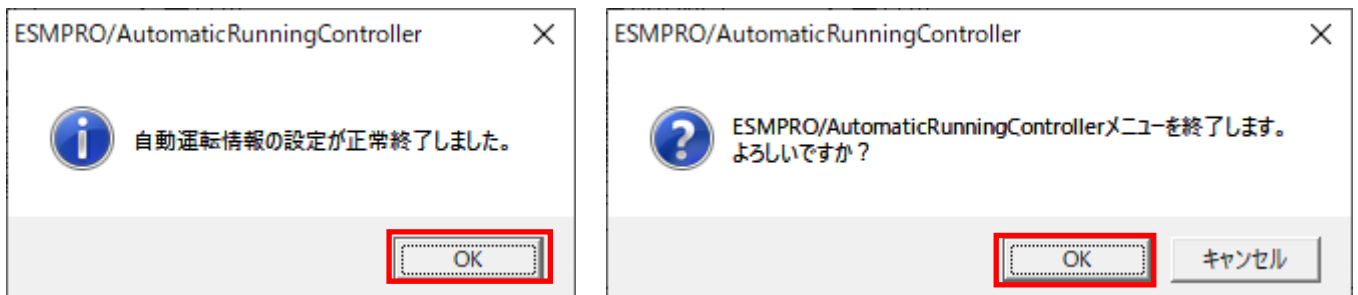 ESMPRO/AutomaticRunningController
自動運転情報の設定が正常終了しました。
OK
ESMPRO/AutomaticRunningController
ESMPRO/AutomaticRunningControllerメニューを終了します。
よろしいですか？
OK
キャンセル